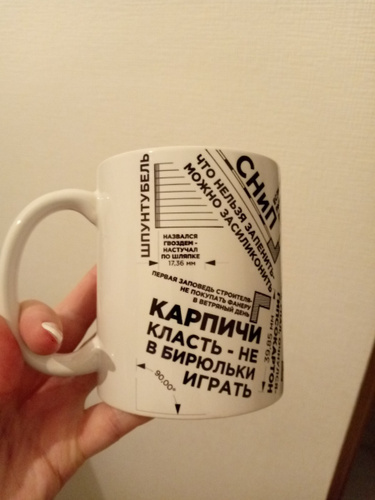 ШПУНТУБЕЛЬ
СНИП
ЧТО НЕЛЬЗЯ ЗАПЕНИТЬ-
МОЖНО ЗАСИЛИКОНИТЬ
НАЗВАЛСЯ
ГВОЗДЕМ -
НАСТУЧАЛ
ПО ШЛЯПКЕ
17,36 мм
ПЕРВАЯ ЗАПОВЕДЬ СТРОИТЕЛЯ-
НЕ ПОКУПАТЬ ФАНЕРУ
В ВЕТРЯНЫЙ ДЕНЬ
КАРПИЧИ
КЛАСТЬ - НЕ
В БИРЮЛЬКИ
ИГРАТЬ
90.00°